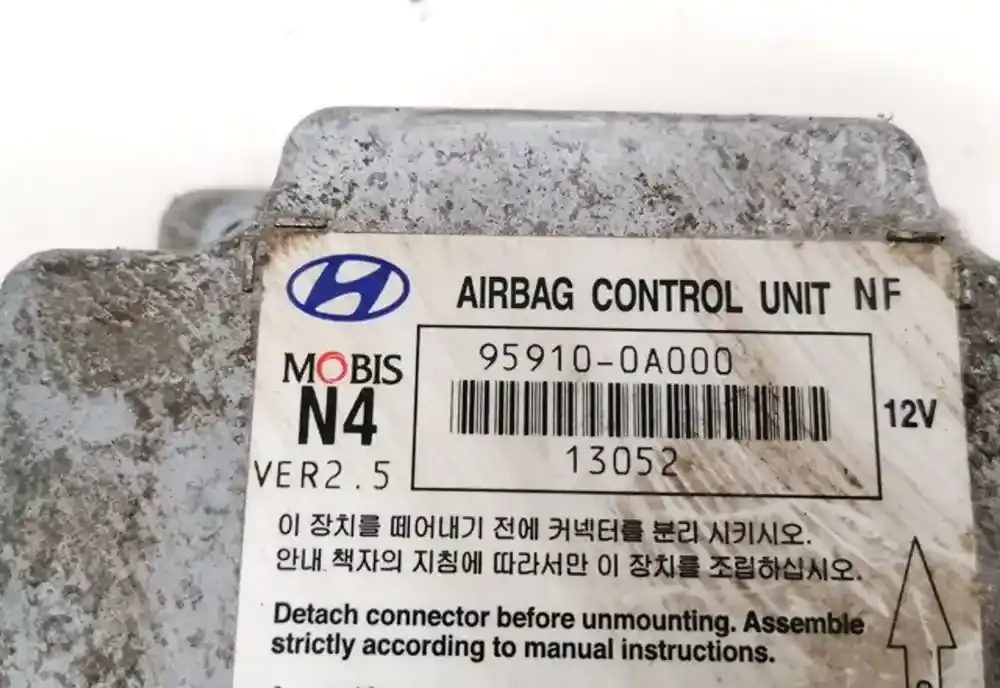 AIRBAG CONTROL UNIT NF
MOBIS
N4
VER2.5
95910-0A000
13052
12V
이 장치를 떼어내기 전에 커넥터를 분리 시키시오.
안내 책자의 지침에 따라서만 이 장치를 조립하십시오.
Detach connector before unmounting. Assemble
strictly according to manual instructions.